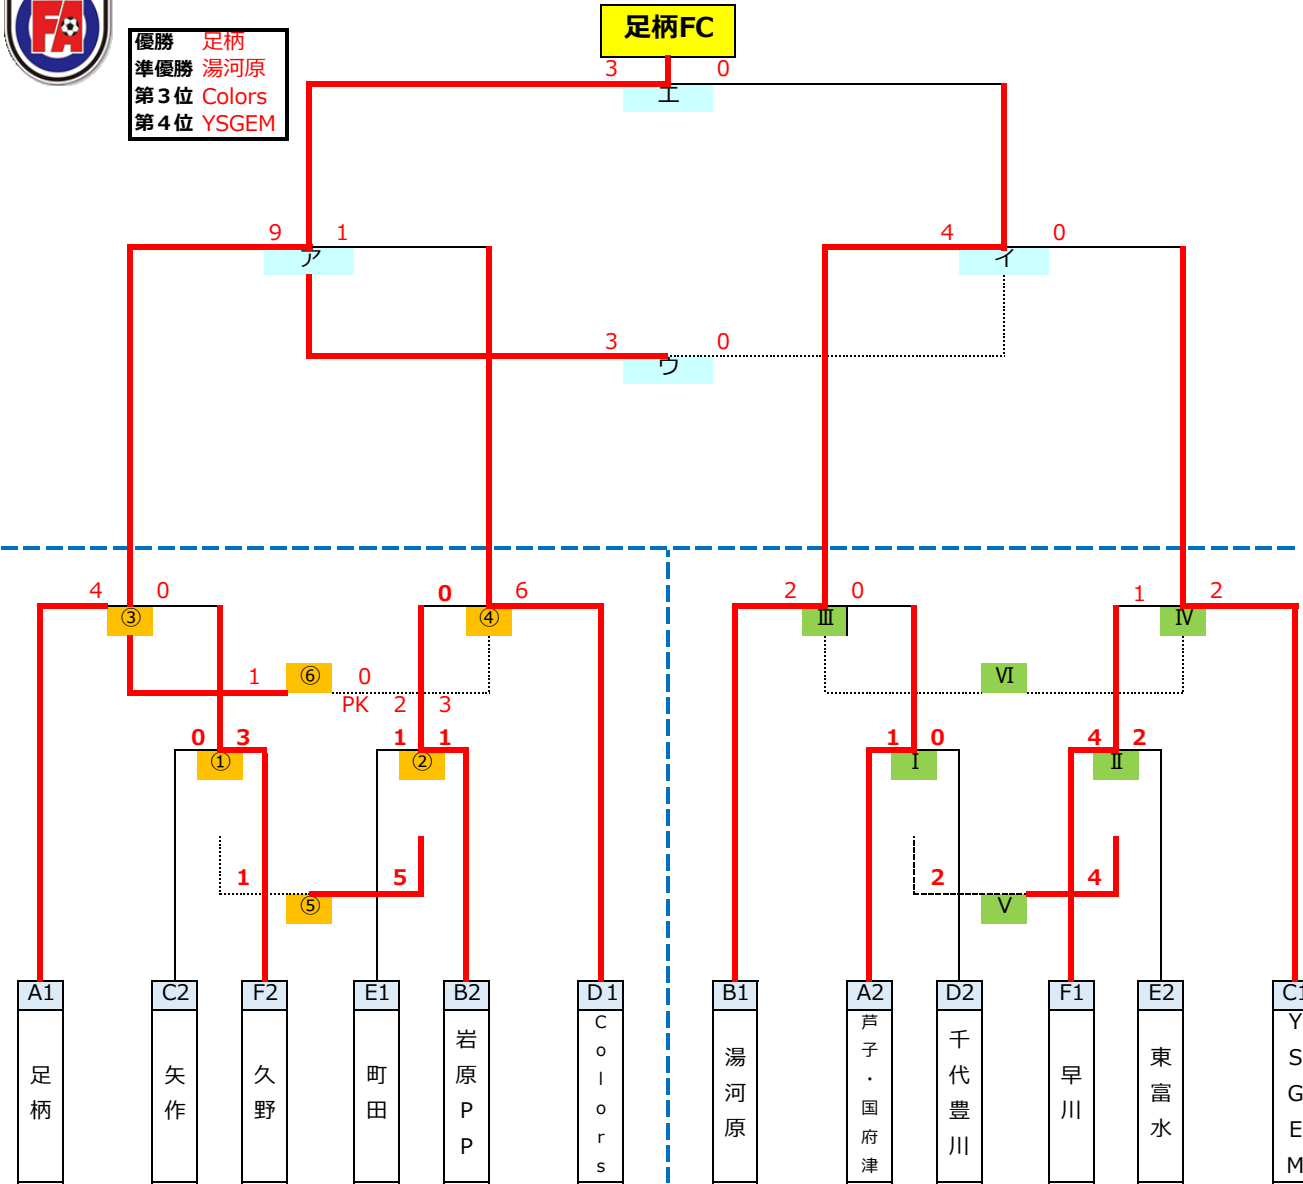 FA
足柄FC
優勝 足柄
準優勝 湯河原
第３位 Colors
第４位 YSGEM
3 0
エ
9 1
ア
4 0
イ
3 0
ウ
4 0
③
0 6
④
2 0
Ⅲ
1 2
Ⅳ
1 ⑥ 0
PK 2 3
Ⅵ
0 3
①
1 1
②
1 0
Ⅰ
4 2
Ⅱ
1 5
⑤
2 4
Ⅴ
A1 C2 F2 E1 B2 D1 B1 A2 D2 F1 E2 C1
足柄
矢作
久野
町田
岩原PP
Colors
湯河原
芦子・国府津
千代豊川
早川
東富水
YSGEM